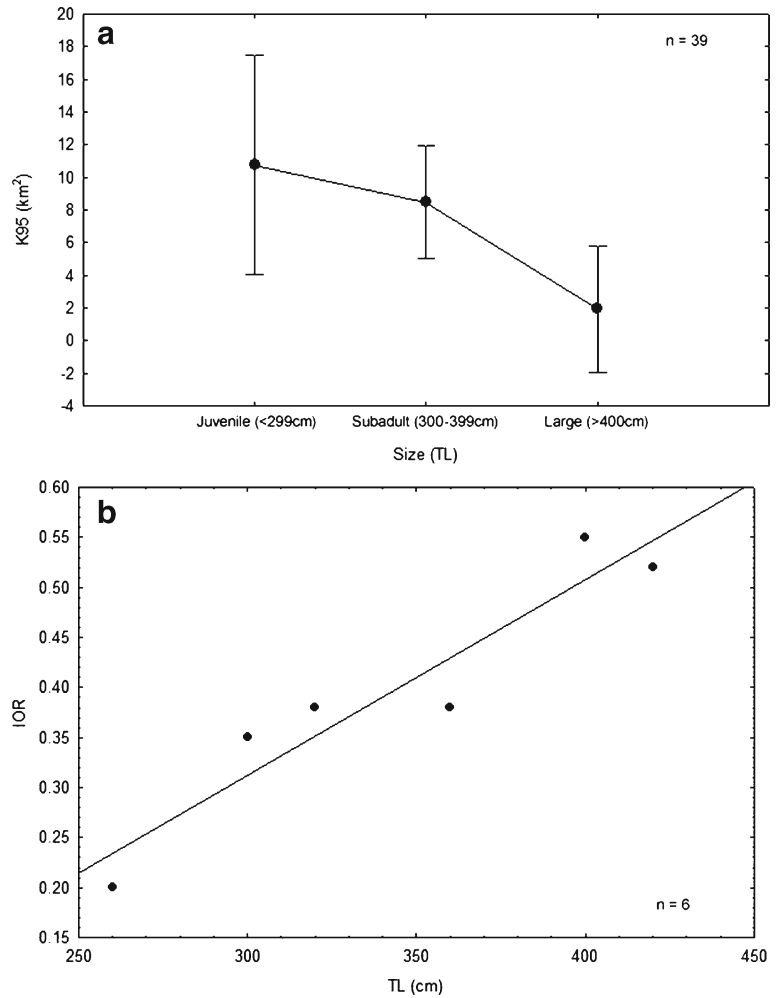 a
n = 39
20
18
16
14
12
10
8
6
4
2
0
-2
-4
K95 (km²)
Juvenile (<299cm) Subadult (300-399cm) Large (>400cm)
Size (TL)
b
0.60
0.55
0.50
0.45
0.40
0.35
0.30
0.25
0.20
0.15
IOR
n = 6
250 300 350 400 450
TL (cm)